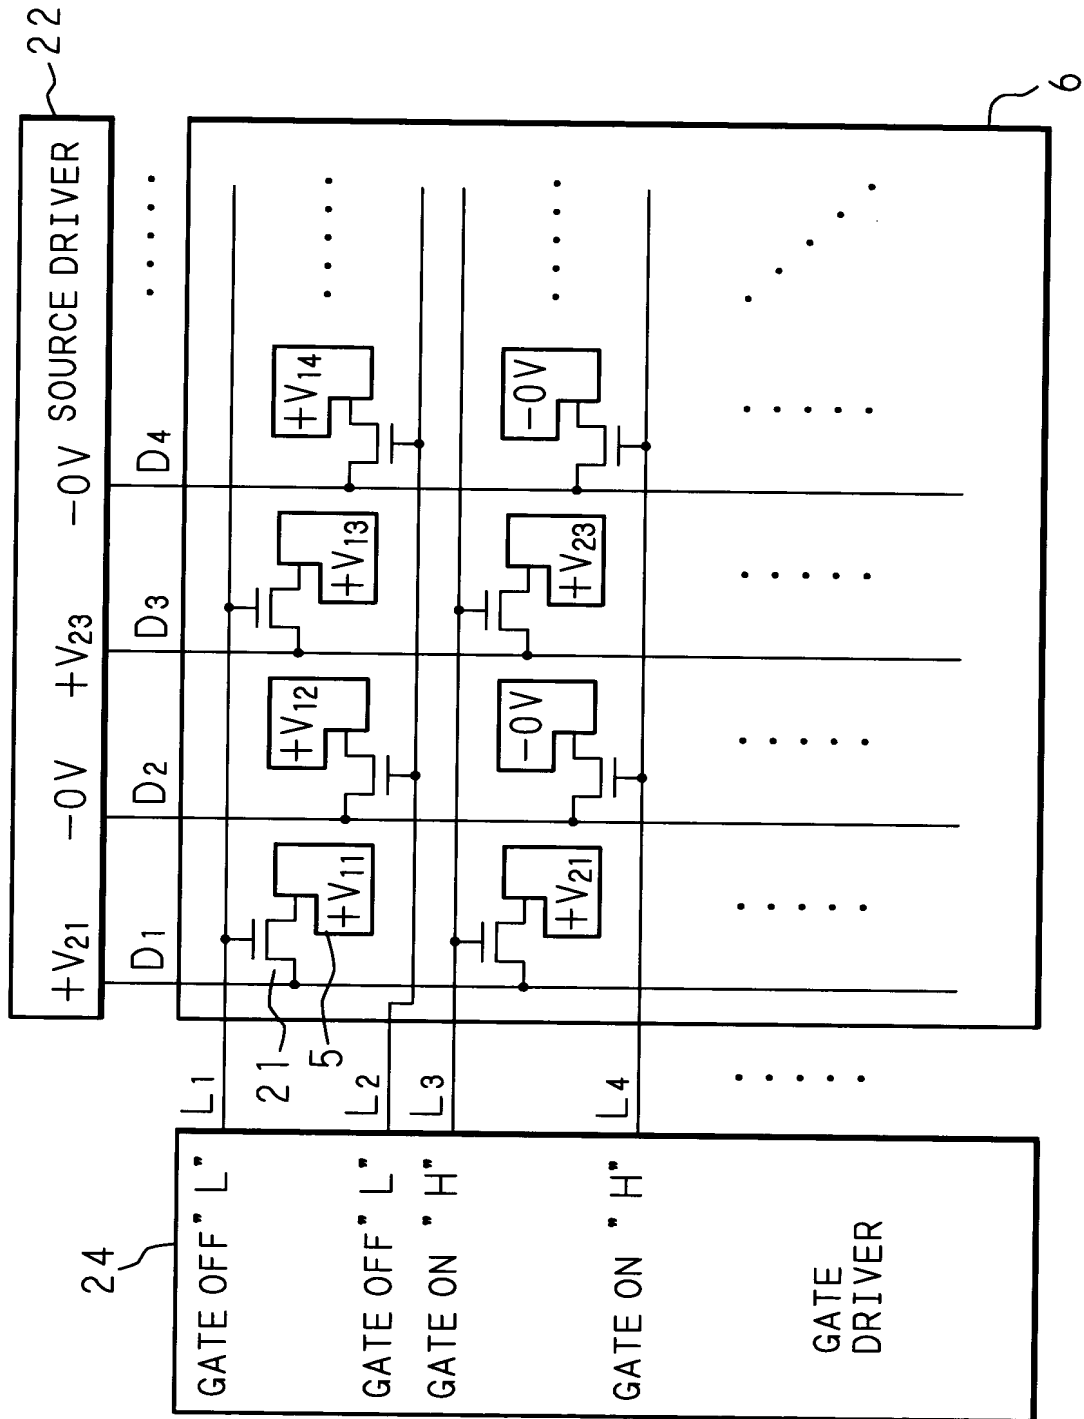 22
+V21 -0V +V23 -0V SOURCE DRIVER
D1 D2 D3 D4
6
24
GATE OFF "L" L1
21
5
+V11 +V12 +V13 +V14
GATE OFF "L" L2
GATE ON "H" L3
+V21 -0V +V23 -0V
GATE ON "H" L4
GATE
DRIVER